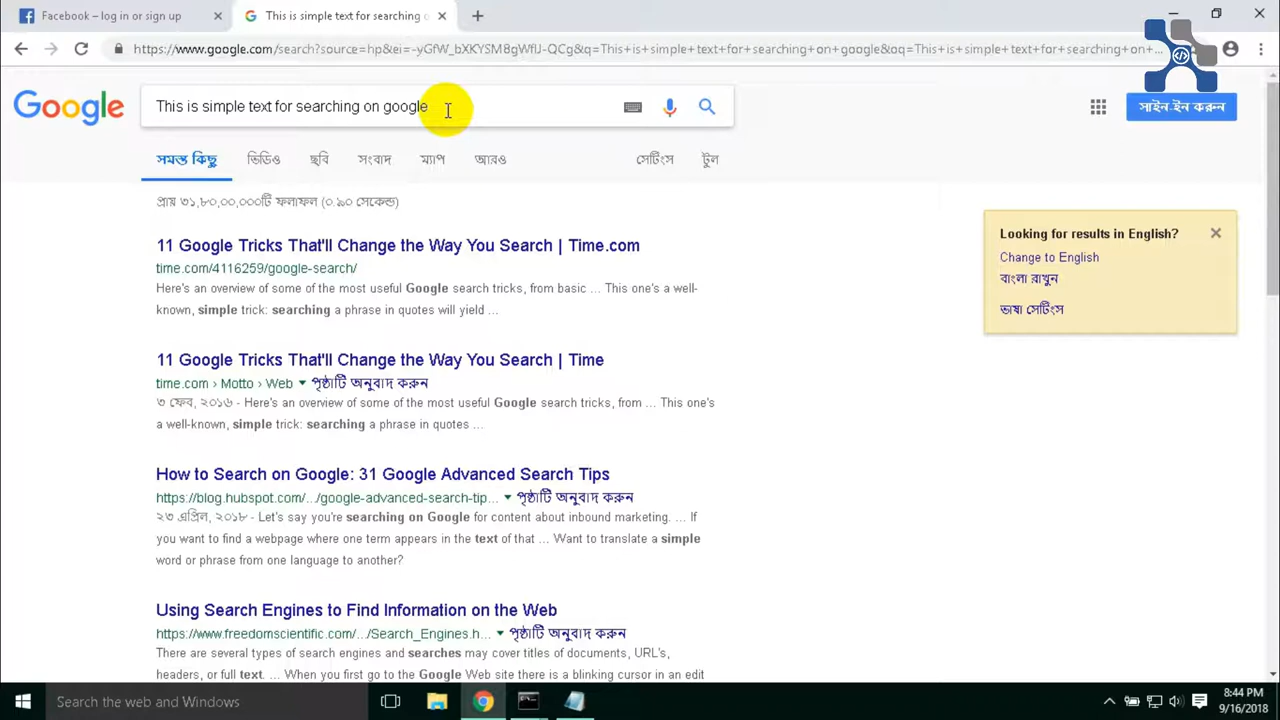 Facebook – log in or sign up
This is simple text for searching o
https://www.google.com/search?source=hp&ei=-yGfW_bXKYSM8gWfIJ-QCg&q=This+is+simple+text+for+searching+on+google&oq=This+is+simple+text+for+searching+on+...
Google
This is simple text for searching on google
সাইন-ইন করুন
সমস্ত কিছু ভিডিও ছবি সংবাদ ম্যাপ আরও সেটিংস টুল
প্রায় ৩১,৮০,০০,০০০টি ফলাফল (০.৯০ সেকেন্ড)
11 Google Tricks That'll Change the Way You Search | Time.com
time.com/4116259/google-search/
Here's an overview of some of the most useful Google search tricks, from basic ... This one's a well-
known, simple trick: searching a phrase in quotes will yield ...
11 Google Tricks That'll Change the Way You Search | Time
time.com › Motto › Web পৃষ্ঠাটি অনুবাদ করুন
৩ ফেব, ২০১৬ - Here's an overview of some of the most useful Google search tricks, from ... This one's
a well-known, simple trick: searching a phrase in quotes ...
How to Search on Google: 31 Google Advanced Search Tips
https://blog.hubspot.com/.../google-advanced-search-tip... পৃষ্ঠাটি অনুবাদ করুন
২৩ এপ্রিল, ২০১৮ - Let's say you're searching on Google for content about inbound marketing. ... If
you want to find a webpage where one term appears in the text of that ... Want to translate a simple
word or phrase from one language to another?
Using Search Engines to Find Information on the Web
https://www.freedomscientific.com/.../Search_Engines.h... পৃষ্ঠাটি অনুবাদ করুন
There are several types of search engines and searches may cover titles of documents, URL's,
headers, or full text. ... When you first go to the Google Web site there is a blinking cursor in an edit
Looking for results in English?
Change to English
বাংলা রাখুন
ভাষা সেটিংস
Search the web and Windows
8:44 PM
9/16/2018